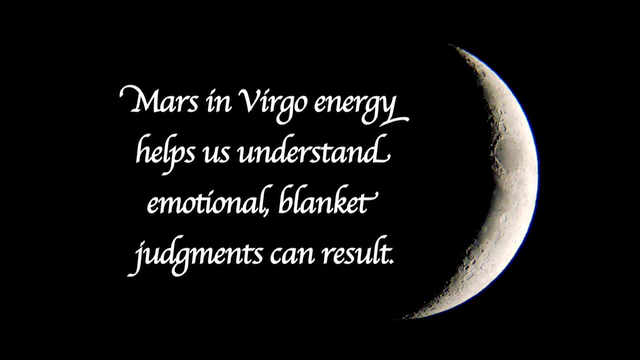 Mars in Virgo energy
helps us understand
emotional, blanket
judgments can result.